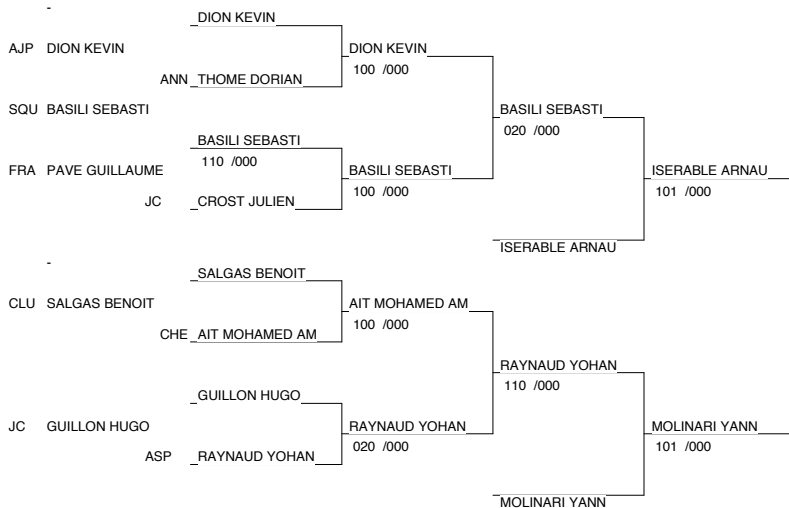 -
DION KEVIN
AJP DION KEVIN
DION KEVIN
100 /000
ANN THOME DORIAN
SQU BASILI SEBASTI
BASILI SEBASTI
020 /000
BASILI SEBASTI
110 /000
FRA PAVE GUILLAUME
BASILI SEBASTI
100 /000
ISERABLE ARNAU
101 /000
JC CROST JULIEN
ISERABLE ARNAU
-
SALGAS BENOIT
CLU SALGAS BENOIT
AIT MOHAMED AM
100 /000
CHE AIT MOHAMED AM
RAYNAUD YOHAN
110 /000
GUILLON HUGO
JC GUILLON HUGO
RAYNAUD YOHAN
020 /000
MOLINARI YANN
101 /000
ASP RAYNAUD YOHAN
MOLINARI YANN